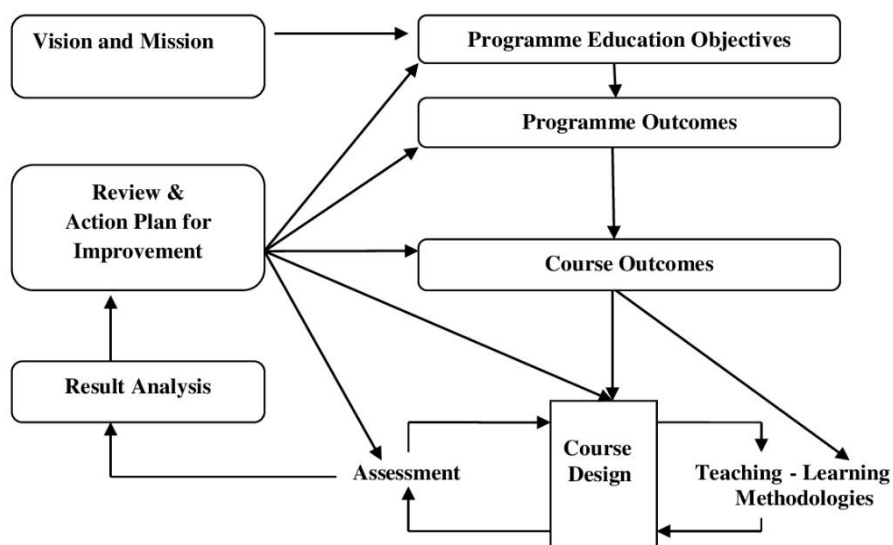 Vision and Mission
Programme Education Objectives
Programme Outcomes
Review &
Action Plan for
Improvement
Course Outcomes
Result Analysis
Assessment
Course
Design
Teaching - Learning
Methodologies